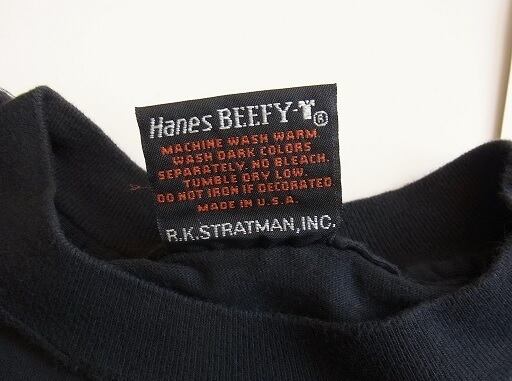 Hanes BEEFY-T®
MACHINE WASH WARM
WASH DARK COLORS
SEPARATELY, NO BLEACH.
TUMBLE DRY LOW.
DO NOT IRON IF DECORATED.
MADE IN U.S.A.
R.K.STRATMAN, INC.